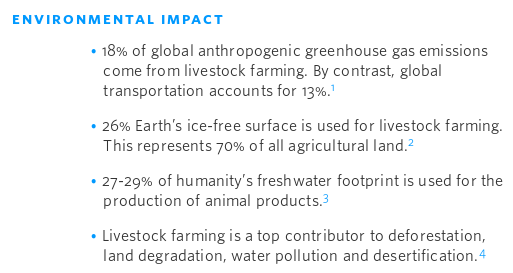 ENVIRONMENTAL IMPACT
• 18% of global anthropogenic greenhouse gas emissions
come from livestock farming. By contrast, global
transportation accounts for 13%.¹
• 26% Earth's ice-free surface is used for livestock farming.
This represents 70% of all agricultural land.²
• 27-29% of humanity's freshwater footprint is used for the
production of animal products.³
• Livestock farming is a top contributor to deforestation,
land degradation, water pollution and desertification.⁴